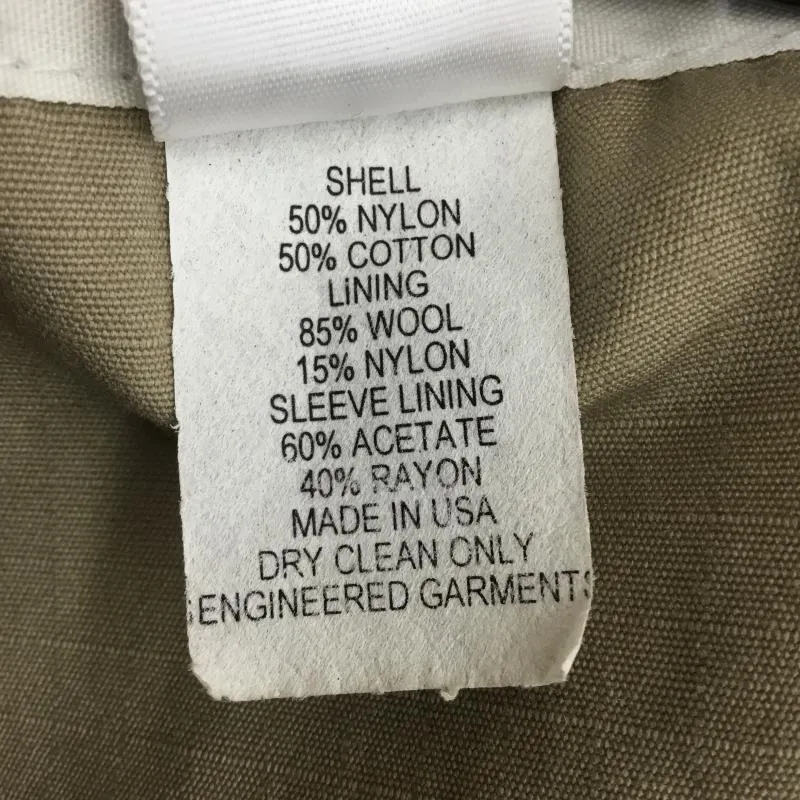 SHELL
50% NYLON
50% COTTON
LiNING
85% WOOL
15% NYLON
SLEEVE LINING
60% ACETATE
40% RAYON
MADE IN USA
DRY CLEAN ONLY
ENGINEERED GARMENTS